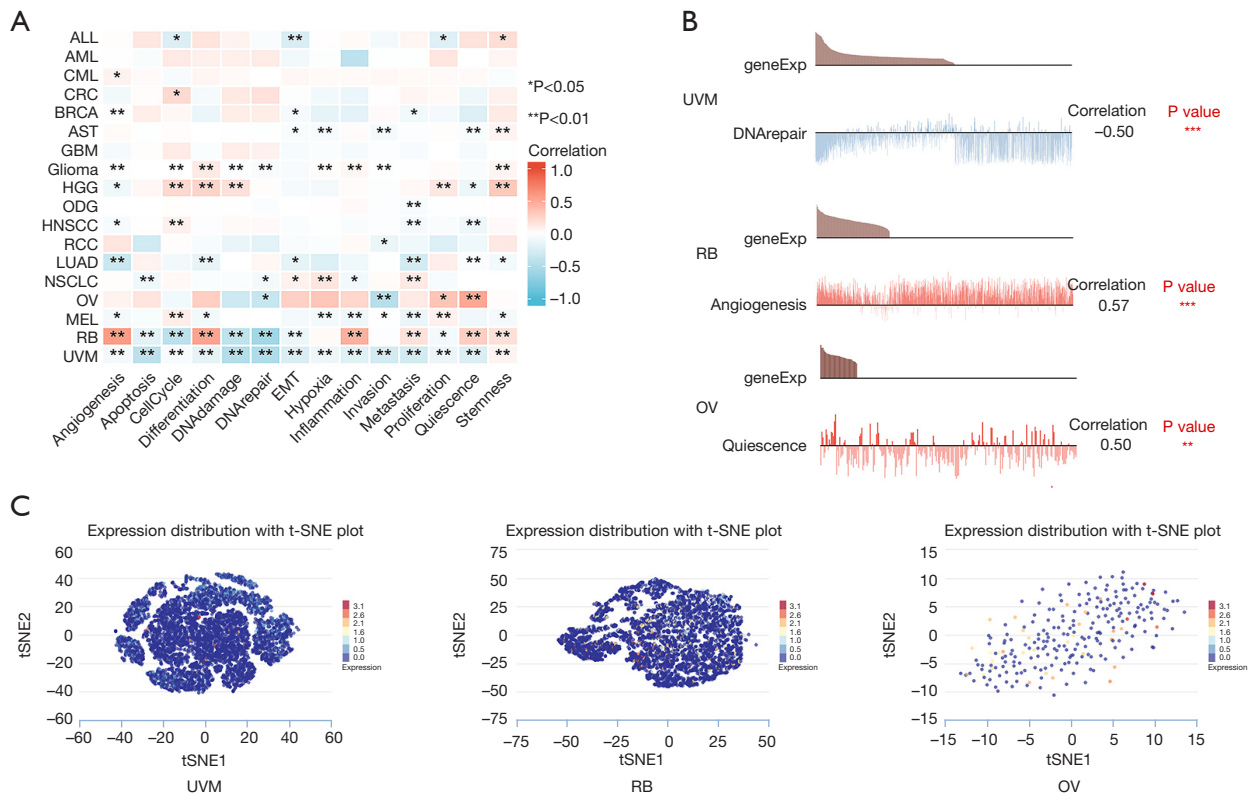 A
ALL * ** * *
AML
CML *
CRC *
BRCA ** * *
AST * ** ** ** **
GBM
Glioma ** ** ** ** ** ** ** ** **
HGG * ** ** ** ** * **
ODG **
HNSCC * ** ** **
RCC *
LUAD ** ** * ** ** *
NSCLC ** * * ** * **
OV * ** * **
MEL * ** * ** ** * ** ** *
RB ** ** ** ** ** ** ** ** ** * ** **
UVM ** ** ** ** ** ** ** ** ** ** ** ** ** **
Angiogenesis
Apoptosis
CellCycle
Differentiation
DNAdamage
DNArepair
EMT
Hypoxia
Inflammation
Invasion
Metastasis
Proliferation
Quiescence
Stemness
*P<0.05
**P<0.01
Correlation
1.0
0.5
0.0
−0.5
−1.0
B
geneExp
UVM
DNArepair
Correlation
−0.50
P value
***
geneExp
RB
Angiogenesis
Correlation
0.57
P value
***
geneExp
OV
Quiescence
Correlation
0.50
P value
**
C
Expression distribution with t-SNE plot
60
40
20
0
−20
−40
−60
tSNE2
−60 −40 −20 0 20 40 60
tSNE1
UVM
3.1
2.6
2.1
1.6
1.0
0.5
0.0
Expression
Expression distribution with t-SNE plot
75
50
25
0
−25
−50
−75
tSNE2
−75 −50 −25 0 25 50
tSNE1
RB
3.1
2.6
2.1
1.6
1.0
0.5
0.0
Expression
Expression distribution with t-SNE plot
15
10
5
0
−5
−10
−15
tSNE2
−15 −10 −5 0 5 10 15
tSNE1
OV
3.1
2.6
2.1
1.6
1.0
0.5
0.0
Expression